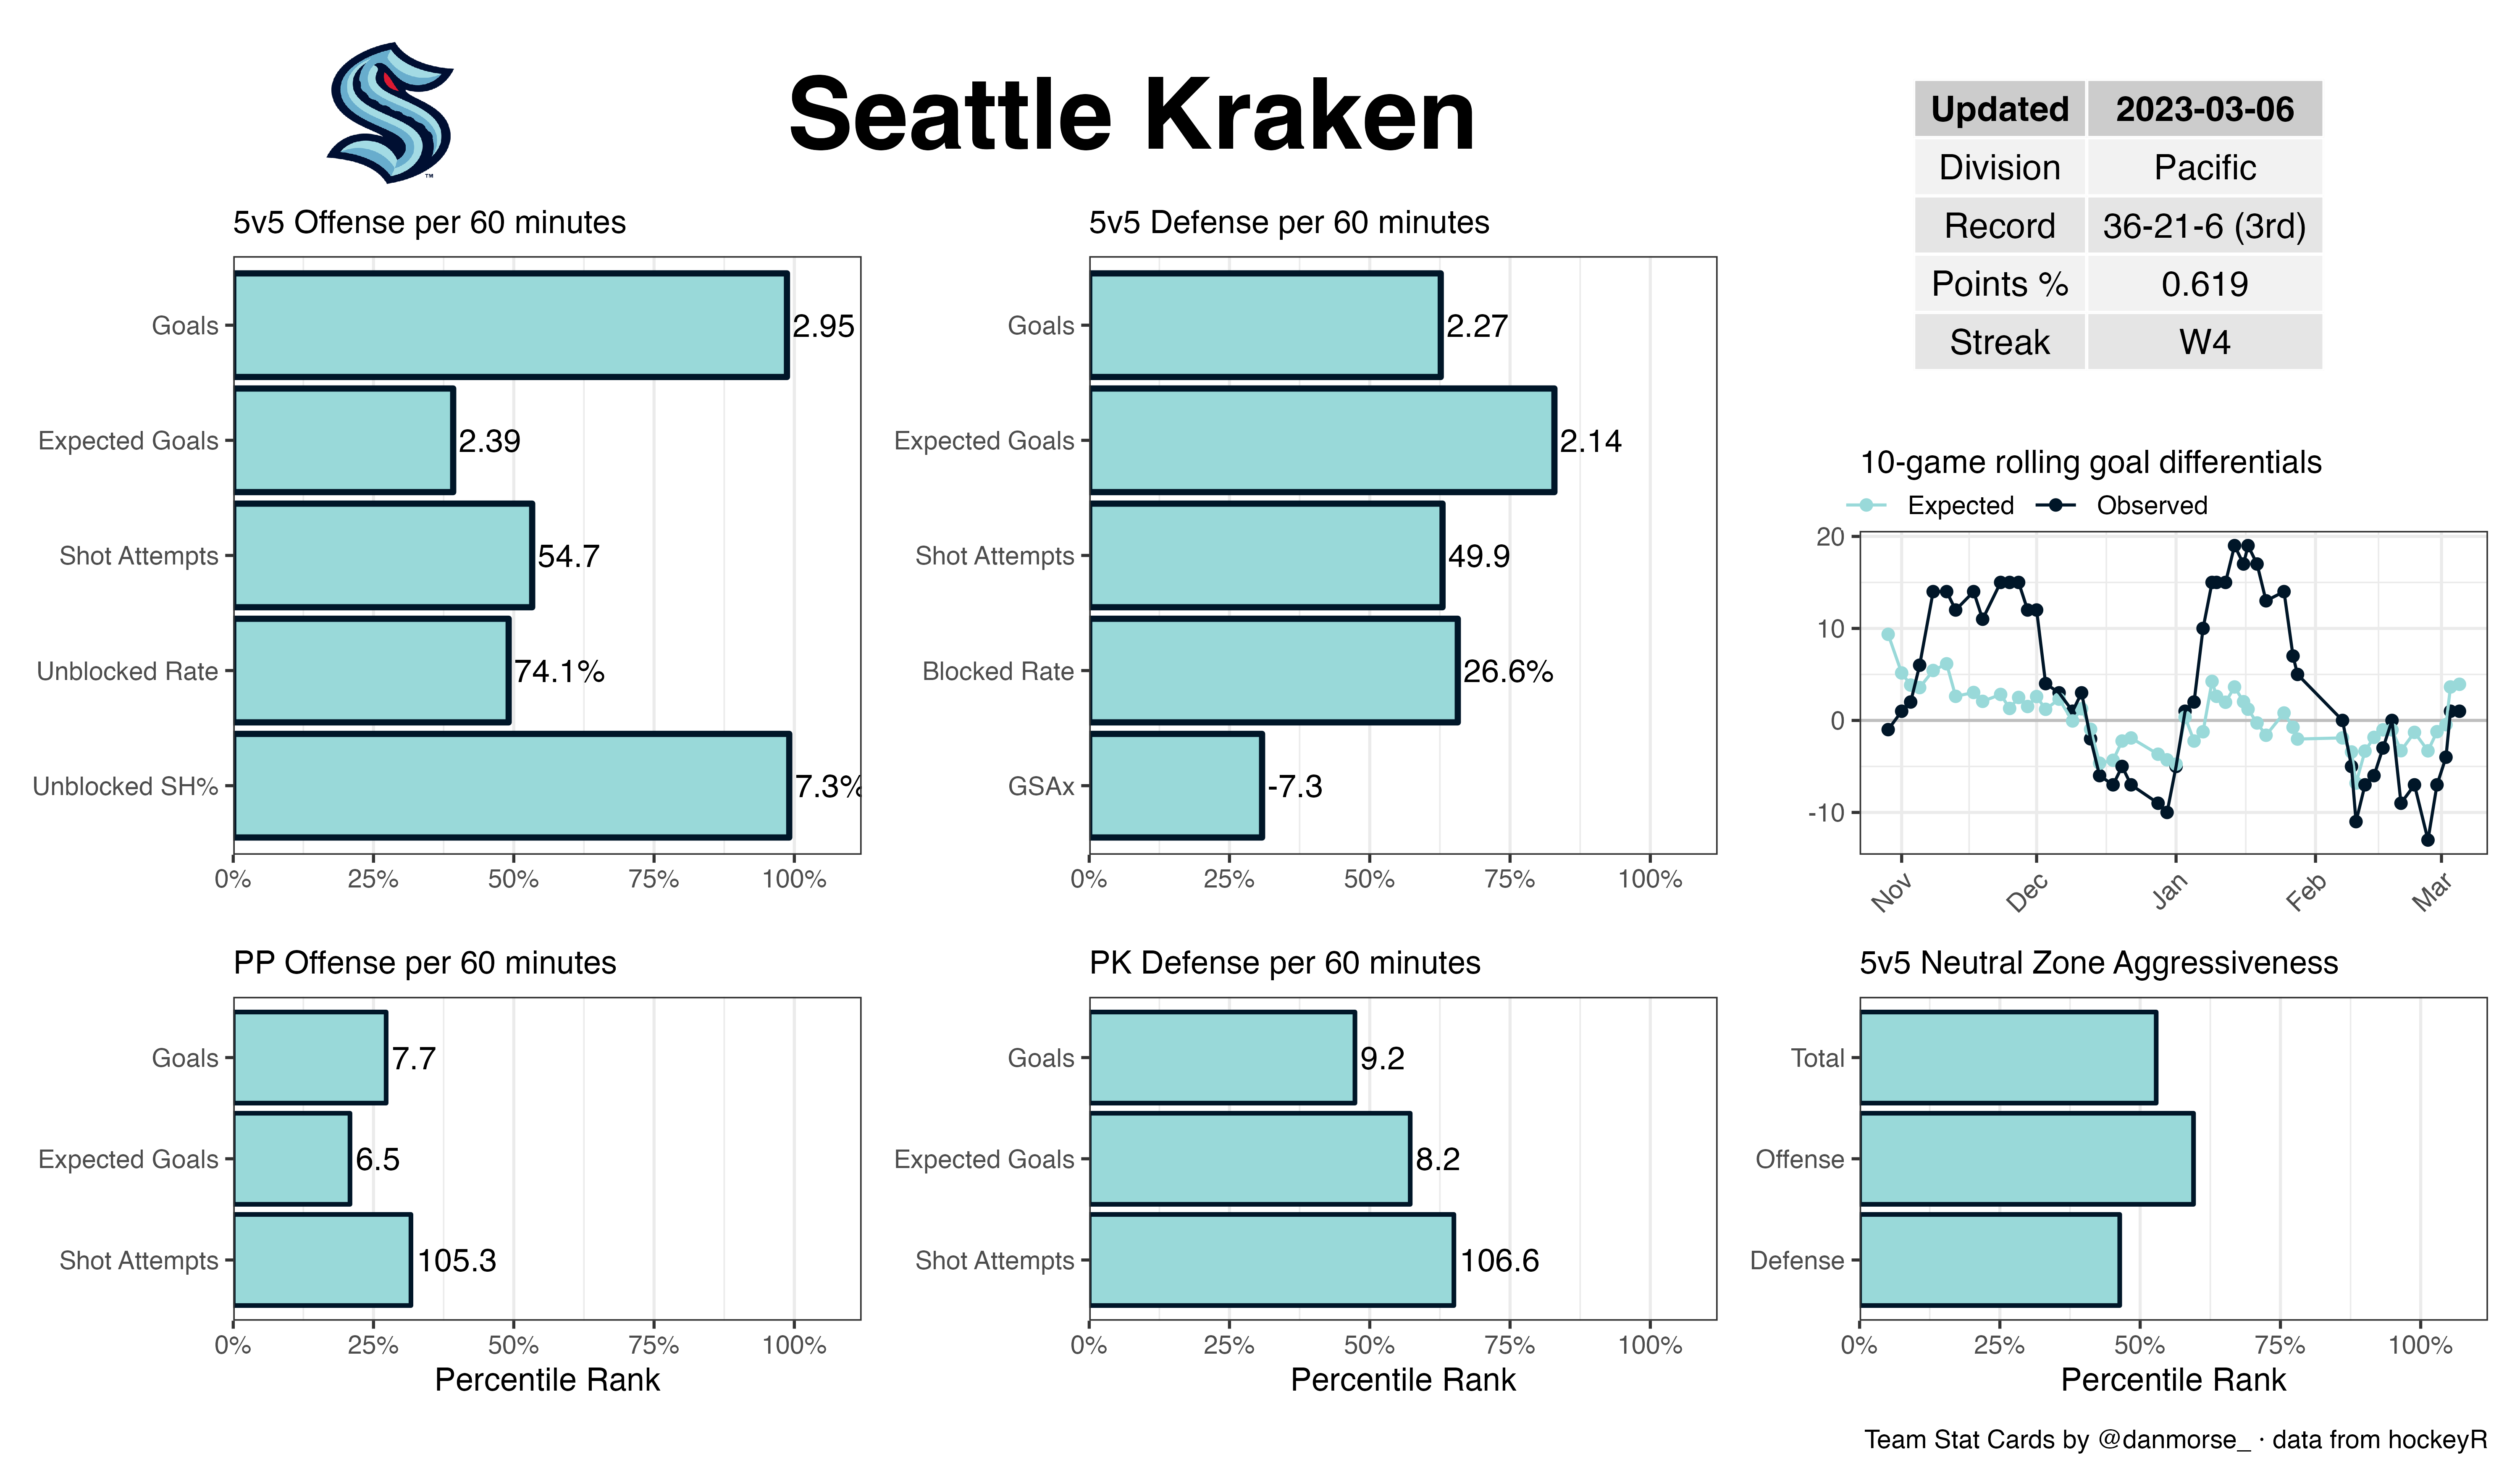 Seattle Kraken
™
Updated 2023-03-06
Division Pacific
Record 36-21-6 (3rd)
Points % 0.619
Streak W4
5v5 Offense per 60 minutes
Goals 2.95
Expected Goals 2.39
Shot Attempts 54.7
Unblocked Rate 74.1%
Unblocked SH% 7.3%
0% 25% 50% 75% 100%
5v5 Defense per 60 minutes
Goals 2.27
Expected Goals 2.14
Shot Attempts 49.9
Blocked Rate 26.6%
GSAx -7.3
0% 25% 50% 75% 100%
10-game rolling goal differentials
Expected Observed
20
10
0
-10
Nov Dec Jan Feb Mar
PP Offense per 60 minutes
Goals 7.7
Expected Goals 6.5
Shot Attempts 105.3
0% 25% 50% 75% 100%
Percentile Rank
PK Defense per 60 minutes
Goals 9.2
Expected Goals 8.2
Shot Attempts 106.6
0% 25% 50% 75% 100%
Percentile Rank
5v5 Neutral Zone Aggressiveness
Total
Offense
Defense
0% 25% 50% 75% 100%
Percentile Rank
Team Stat Cards by @danmorse_ · data from hockeyR